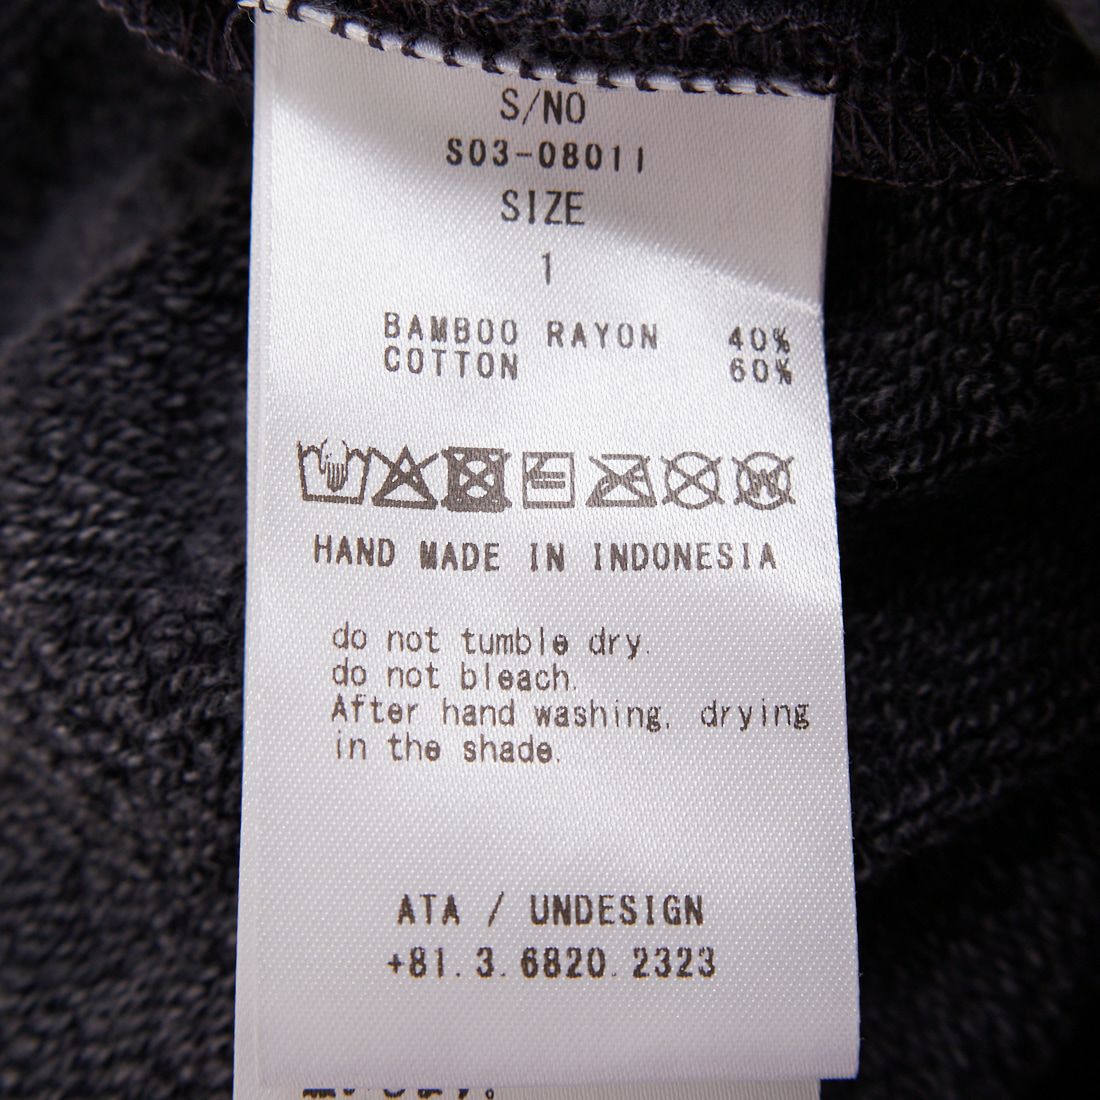 S/NO
S03-08011
SIZE
1
BAMBOO RAYON 40%
COTTON 60%
HAND MADE IN INDONESIA
do not tumble dry.
do not bleach.
After hand washing, drying
in the shade.
ATA / UNDESIGN
+81.3.6820.2323